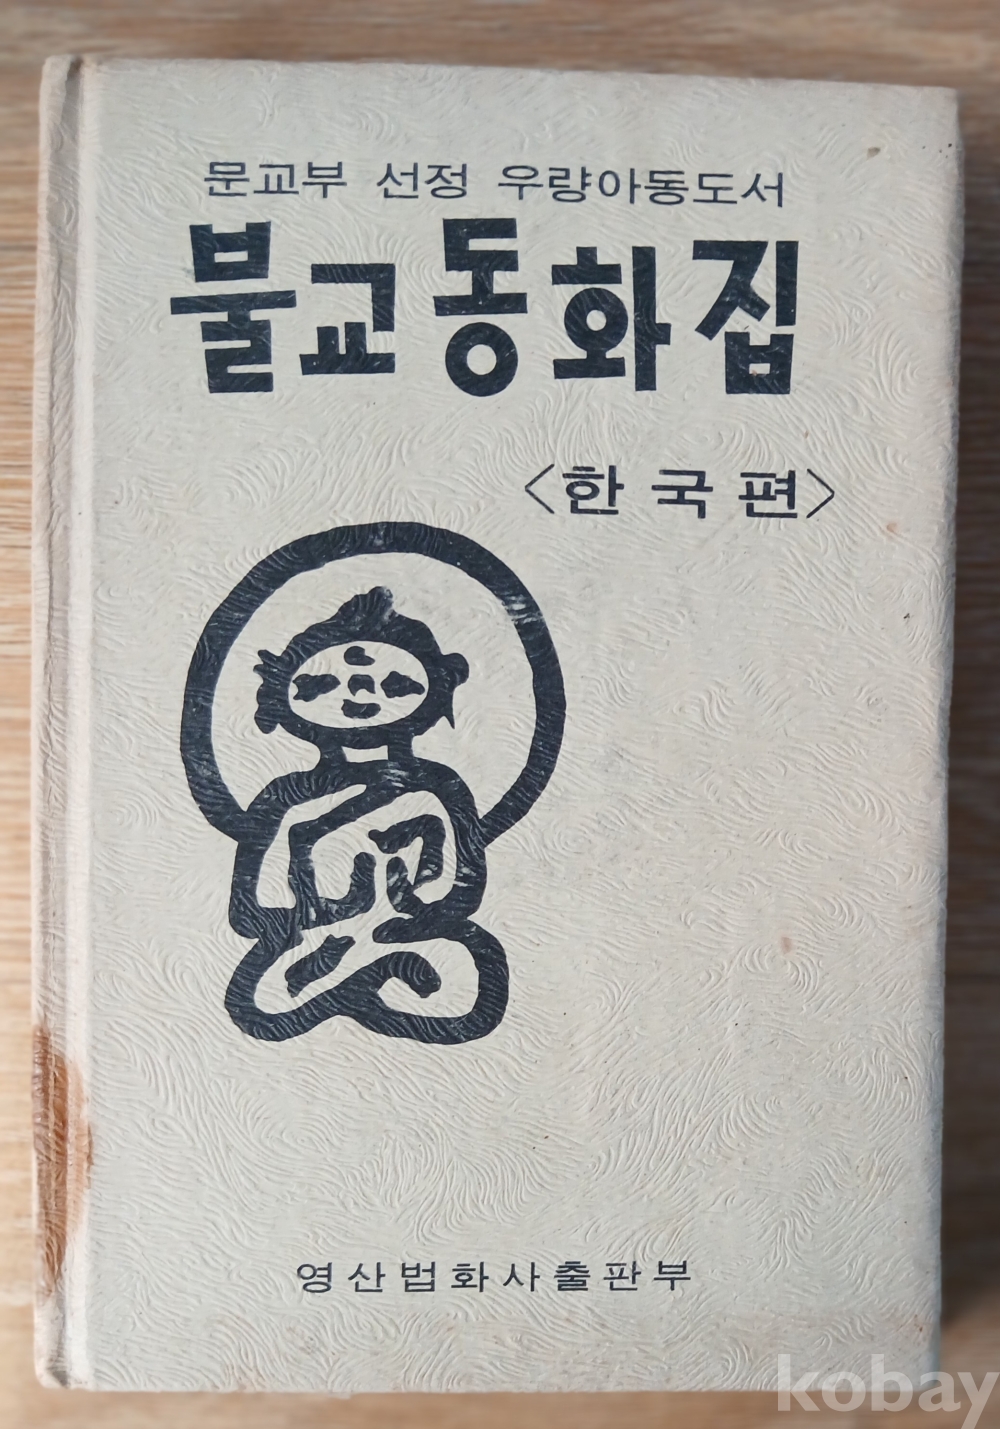 문교부 선정 우량아동도서
불교동화집
<한국편>
영산법화사출판부
kobay